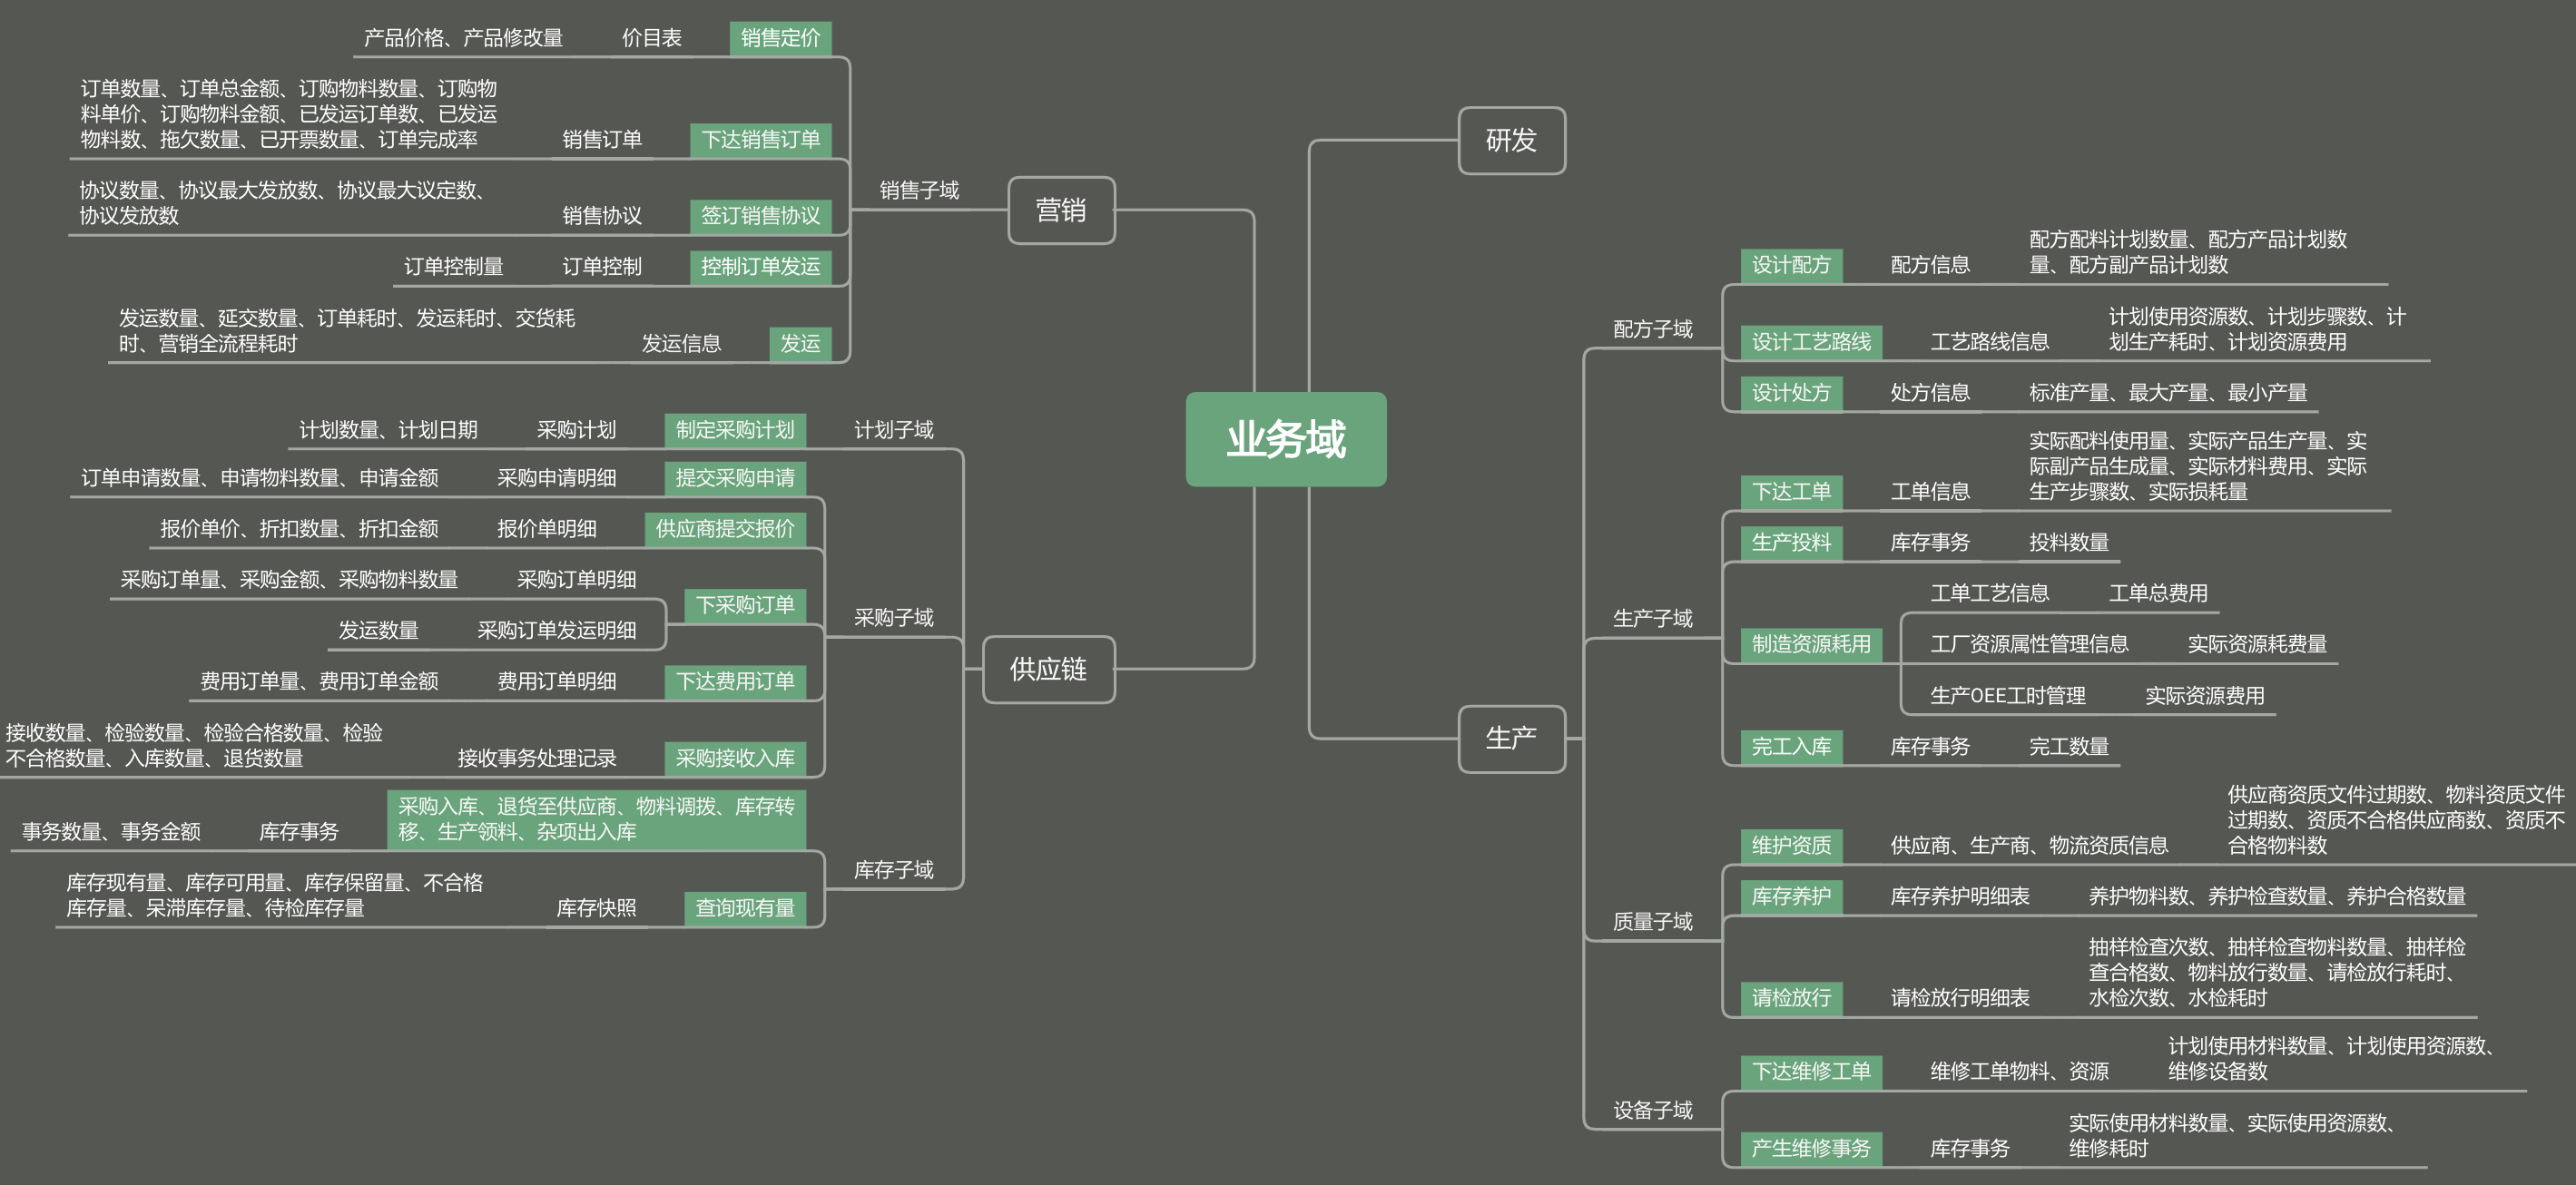 业务域
研发
营销
销售子域
销售定价
价目表
产品价格、产品修改量
下达销售订单
销售订单
订单数量、订单总金额、订购物料数量、订购物
料单价、订购物料金额、已发运订单数、已发运
物料数、拖欠数量、已开票数量、订单完成率
签订销售协议
销售协议
协议数量、协议最大发放数、协议最大议定数、
协议发放数
控制订单发运
订单控制
订单控制量
发运
发运信息
发运数量、延交数量、订单耗时、发运耗时、交货耗
时、营销全流程耗时
供应链
计划子域
制定采购计划
采购计划
计划数量、计划日期
采购子域
提交采购申请
采购申请明细
订单申请数量、申请物料数量、申请金额
供应商提交报价
报价单明细
报价单价、折扣数量、折扣金额
下采购订单
采购订单明细
采购订单量、采购金额、采购物料数量
采购订单发运明细
发运数量
下达费用订单
费用订单明细
费用订单量、费用订单金额
采购接收入库
接收事务处理记录
接收数量、检验数量、检验合格数量、检验
不合格数量、入库数量、退货数量
库存子域
采购入库、退货至供应商、物料调拨、库存转
移、生产领料、杂项出入库
库存事务
事务数量、事务金额
查询现有量
库存快照
库存现有量、库存可用量、库存保留量、不合格
库存量、呆滞库存量、待检库存量
生产
配方子域
设计配方
配方信息
配方配料计划数量、配方产品计划数
量、配方副产品计划数
设计工艺路线
工艺路线信息
计划使用资源数、计划步骤数、计
划生产耗时、计划资源费用
设计处方
处方信息
标准产量、最大产量、最小产量
生产子域
下达工单
工单信息
实际配料使用量、实际产品生产量、实
际副产品生成量、实际材料费用、实际
生产步骤数、实际损耗量
生产投料
库存事务
投料数量
制造资源耗用
工单工艺信息
工单总费用
工厂资源属性管理信息
实际资源耗费量
生产OEE工时管理
实际资源费用
完工入库
库存事务
完工数量
质量子域
维护资质
供应商、生产商、物流资质信息
供应商资质文件过期数、物料资质文件
过期数、资质不合格供应商数、资质不
合格物料数
库存养护
库存养护明细表
养护物料数、养护检查数量、养护合格数量
请检放行
请检放行明细表
抽样检查次数、抽样检查物料数量、抽样检
查合格数、物料放行数量、请检放行耗时、
水检次数、水检耗时
设备子域
下达维修工单
维修工单物料、资源
计划使用材料数量、计划使用资源数、
维修设备数
产生维修事务
库存事务
实际使用材料数量、实际使用资源数、
维修耗时